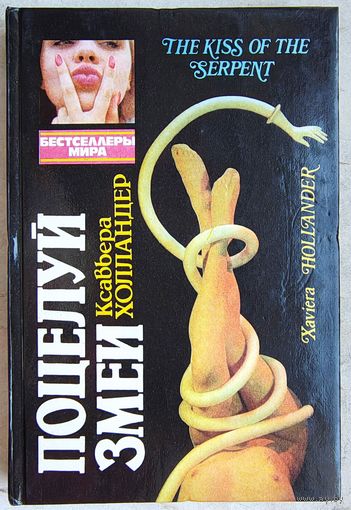 THE KISS OF THE
SERPENT
БЕСТСЕЛЛЕРЫ
МИРА
ПОЦЕЛУЙ
ЗМЕИ
Ксавьера
ХОЛЛАНДЕР
Xaviera HOLLANDER